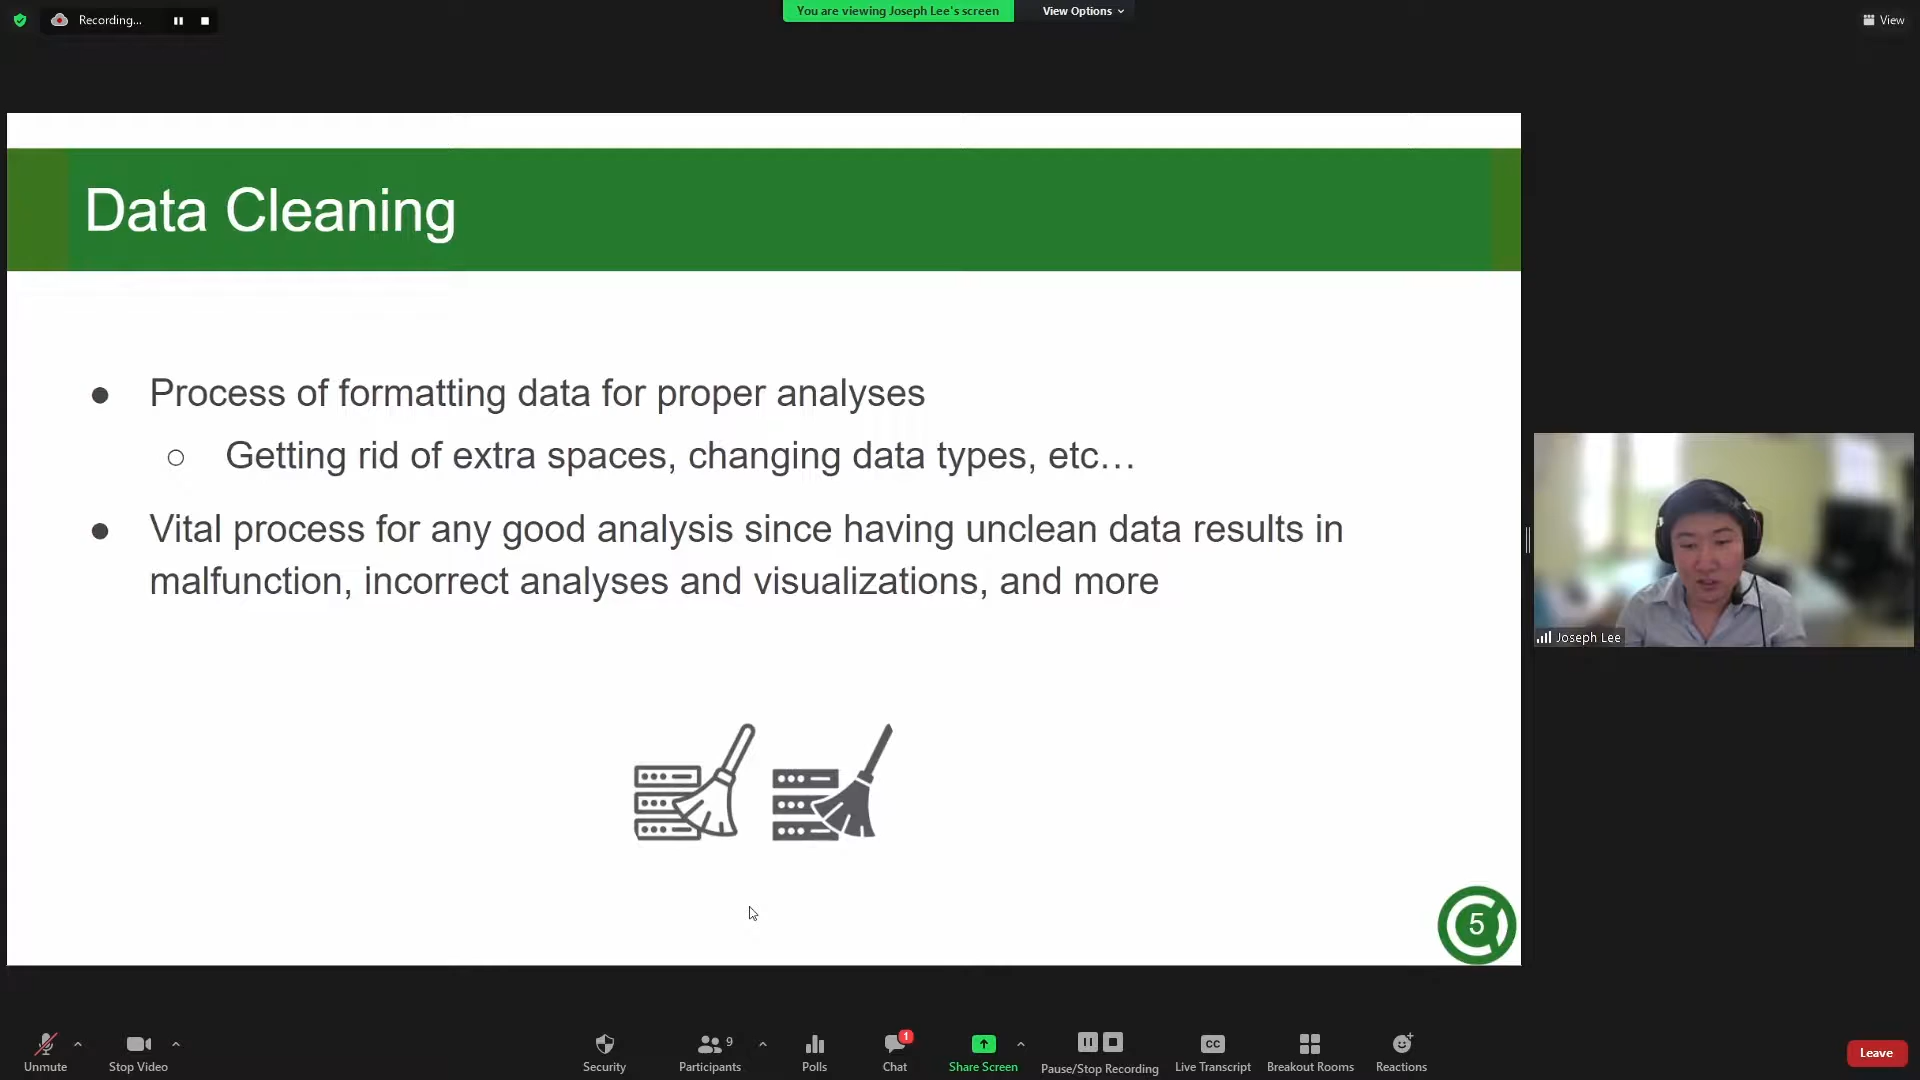 Recording...
You are viewing Joseph Lee's screen
View Options
View
Data Cleaning
Process of formatting data for proper analyses
Getting rid of extra spaces, changing data types, etc…
Vital process for any good analysis since having unclean data results in
malfunction, incorrect analyses and visualizations, and more
Joseph Lee
5
Unmute
Stop Video
Security
9
Participants
Polls
1
Chat
Share Screen
Pause/Stop Recording
CC
Live Transcript
Breakout Rooms
Reactions
Leave